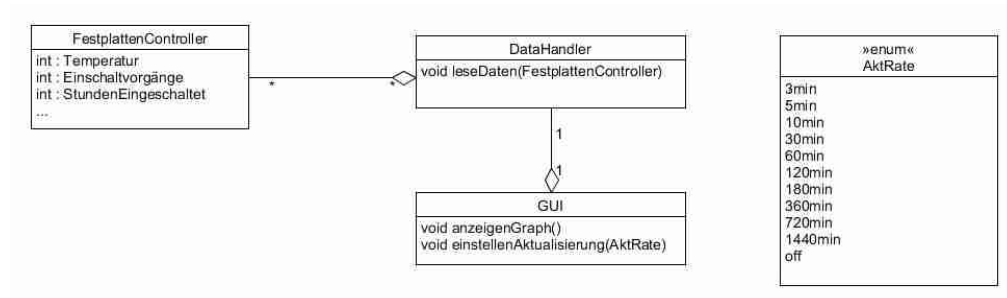 FestplattenController
int : Temperatur
int : Einschaltvorgänge
int : StundenEingeschaltet
...
* *
DataHandler
void leseDaten(FestplattenController)
1
1
GUI
void anzeigenGraph()
void einstellenAktualisierung(AktRate)
»enum«
AktRate
3min
5min
10min
30min
60min
120min
180min
360min
720min
1440min
off